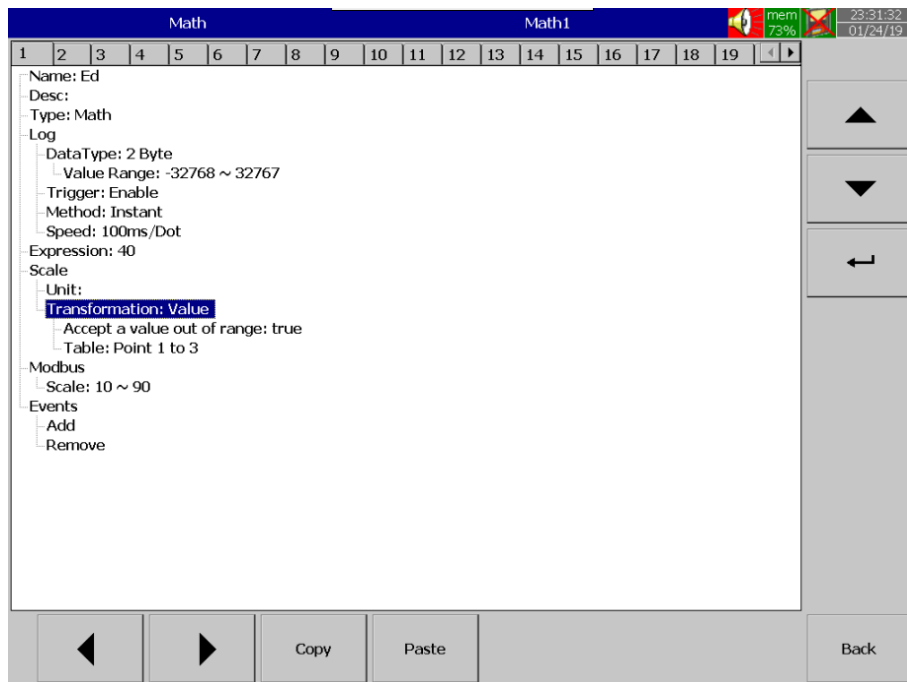 Math
Math1
mem
73%
23:31:32
01/24/19
1 2 3 4 5 6 7 8 9 10 11 12 13 14 15 16 17 18 19
Name: Ed
Desc:
Type: Math
Log
DataType: 2 Byte
Value Range: -32768 ~ 32767
Trigger: Enable
Method: Instant
Speed: 100ms/Dot
Expression: 40
Scale
Unit:
Transformation: Value
Accept a value out of range: true
Table: Point 1 to 3
Modbus
Scale: 10 ~ 90
Events
Add
Remove
Copy
Paste
Back